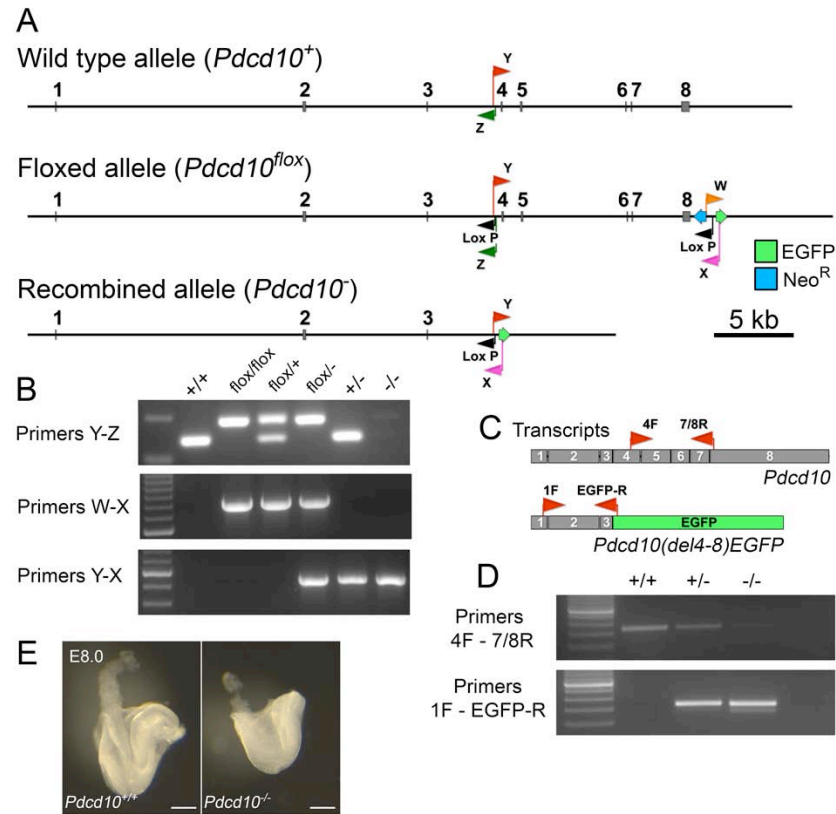 A
Wild type allele (Pdcd10+)
Y
1 2 3 4 5 6 7 8
Z
Floxed allele (Pdcd10flox)
Y
W
1 2 3 4 5 6 7 8
Lox P
Lox P
Z
X
EGFP
NeoR
Recombined allele (Pdcd10-)
Y
1 2 3
Lox P
X
5 kb
B
+/+ flox/flox flox/+ flox/- +/- -/-
Primers Y-Z
Primers W-X
Primers Y-X
C
Transcripts
4F 7/8R
1 2 3 4 5 6 7 8
Pdcd10
1F EGFP-R
1 2 3 EGFP
Pdcd10(del4-8)EGFP
D
+/+ +/- -/-
Primers
4F - 7/8R
Primers
1F - EGFP-R
E
E8.0
Pdcd10+/+
Pdcd10-/-